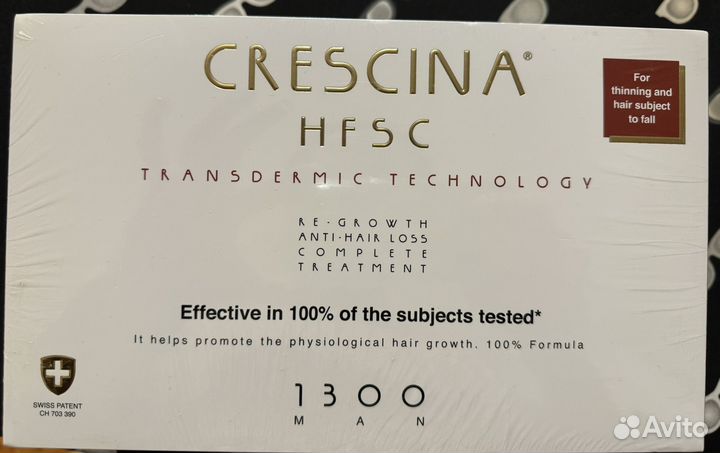 CRESCINA®
HFSC
For
thinning and
hair subject
to fall
TRANSDERMIC TECHNOLOGY
RE-GROWTH
ANTI-HAIR LOSS
COMPLETE
TREATMENT
Effective in 100% of the subjects tested*
It helps promote the physiological hair growth. 100% Formula
SWISS PATENT
CH 703 390
1300
MAN
Avito